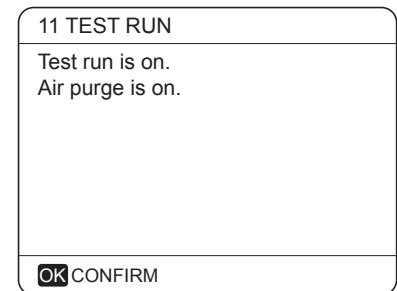 11 TEST RUN
Test run is on.
Air purge is on.
OK CONFIRM